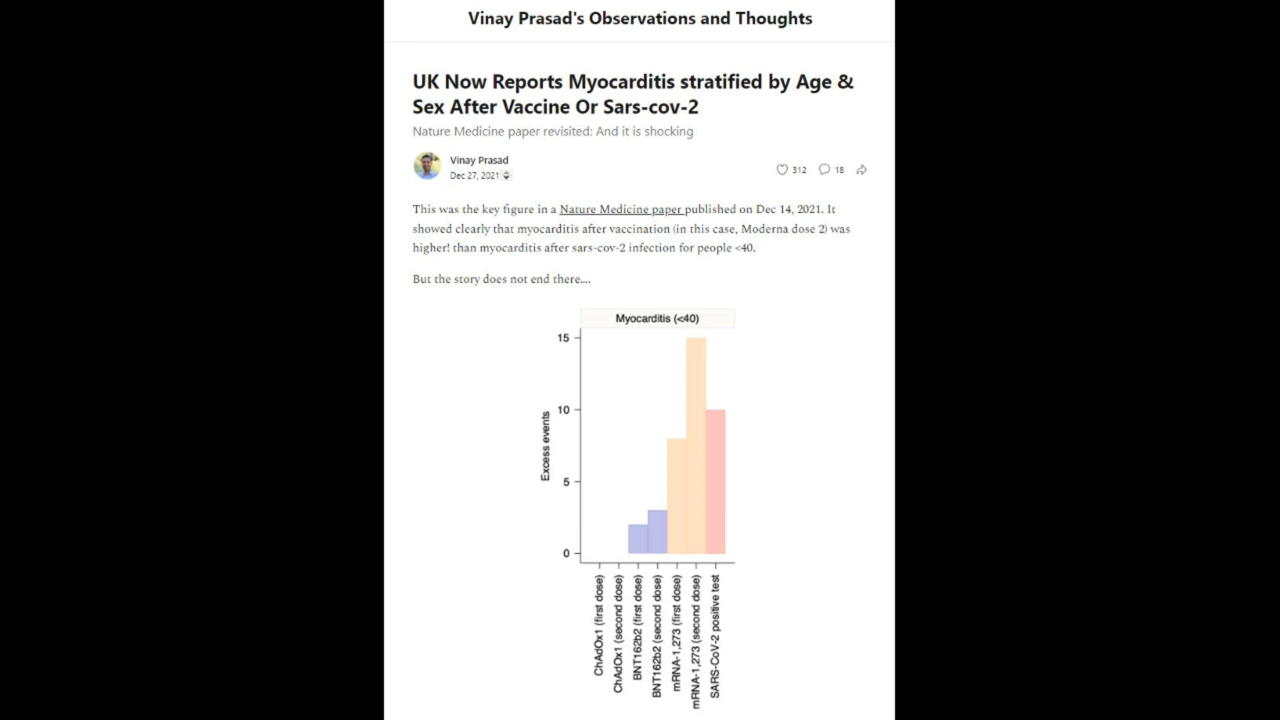 Vinay Prasad's Observations and Thoughts
UK Now Reports Myocarditis stratified by Age &
Sex After Vaccine Or Sars-cov-2
Nature Medicine paper revisited: And it is shocking
Vinay Prasad
Dec 27, 2021
312
18
This was the key figure in a Nature Medicine paper published on Dec 14, 2021. It
showed clearly that myocarditis after vaccination (in this case, Moderna dose 2) was
higher! than myocarditis after sars-cov-2 infection for people <40.
But the story does not end there....
Myocarditis (<40)
Excess events
15
10
5
0
ChAdOx1 (first dose)
ChAdOx1 (second dose)
BNT162b2 (first dose)
BNT162b2 (second dose)
mRNA-1,273 (first dose)
mRNA-1,273 (second dose)
SARS-CoV-2 positive test